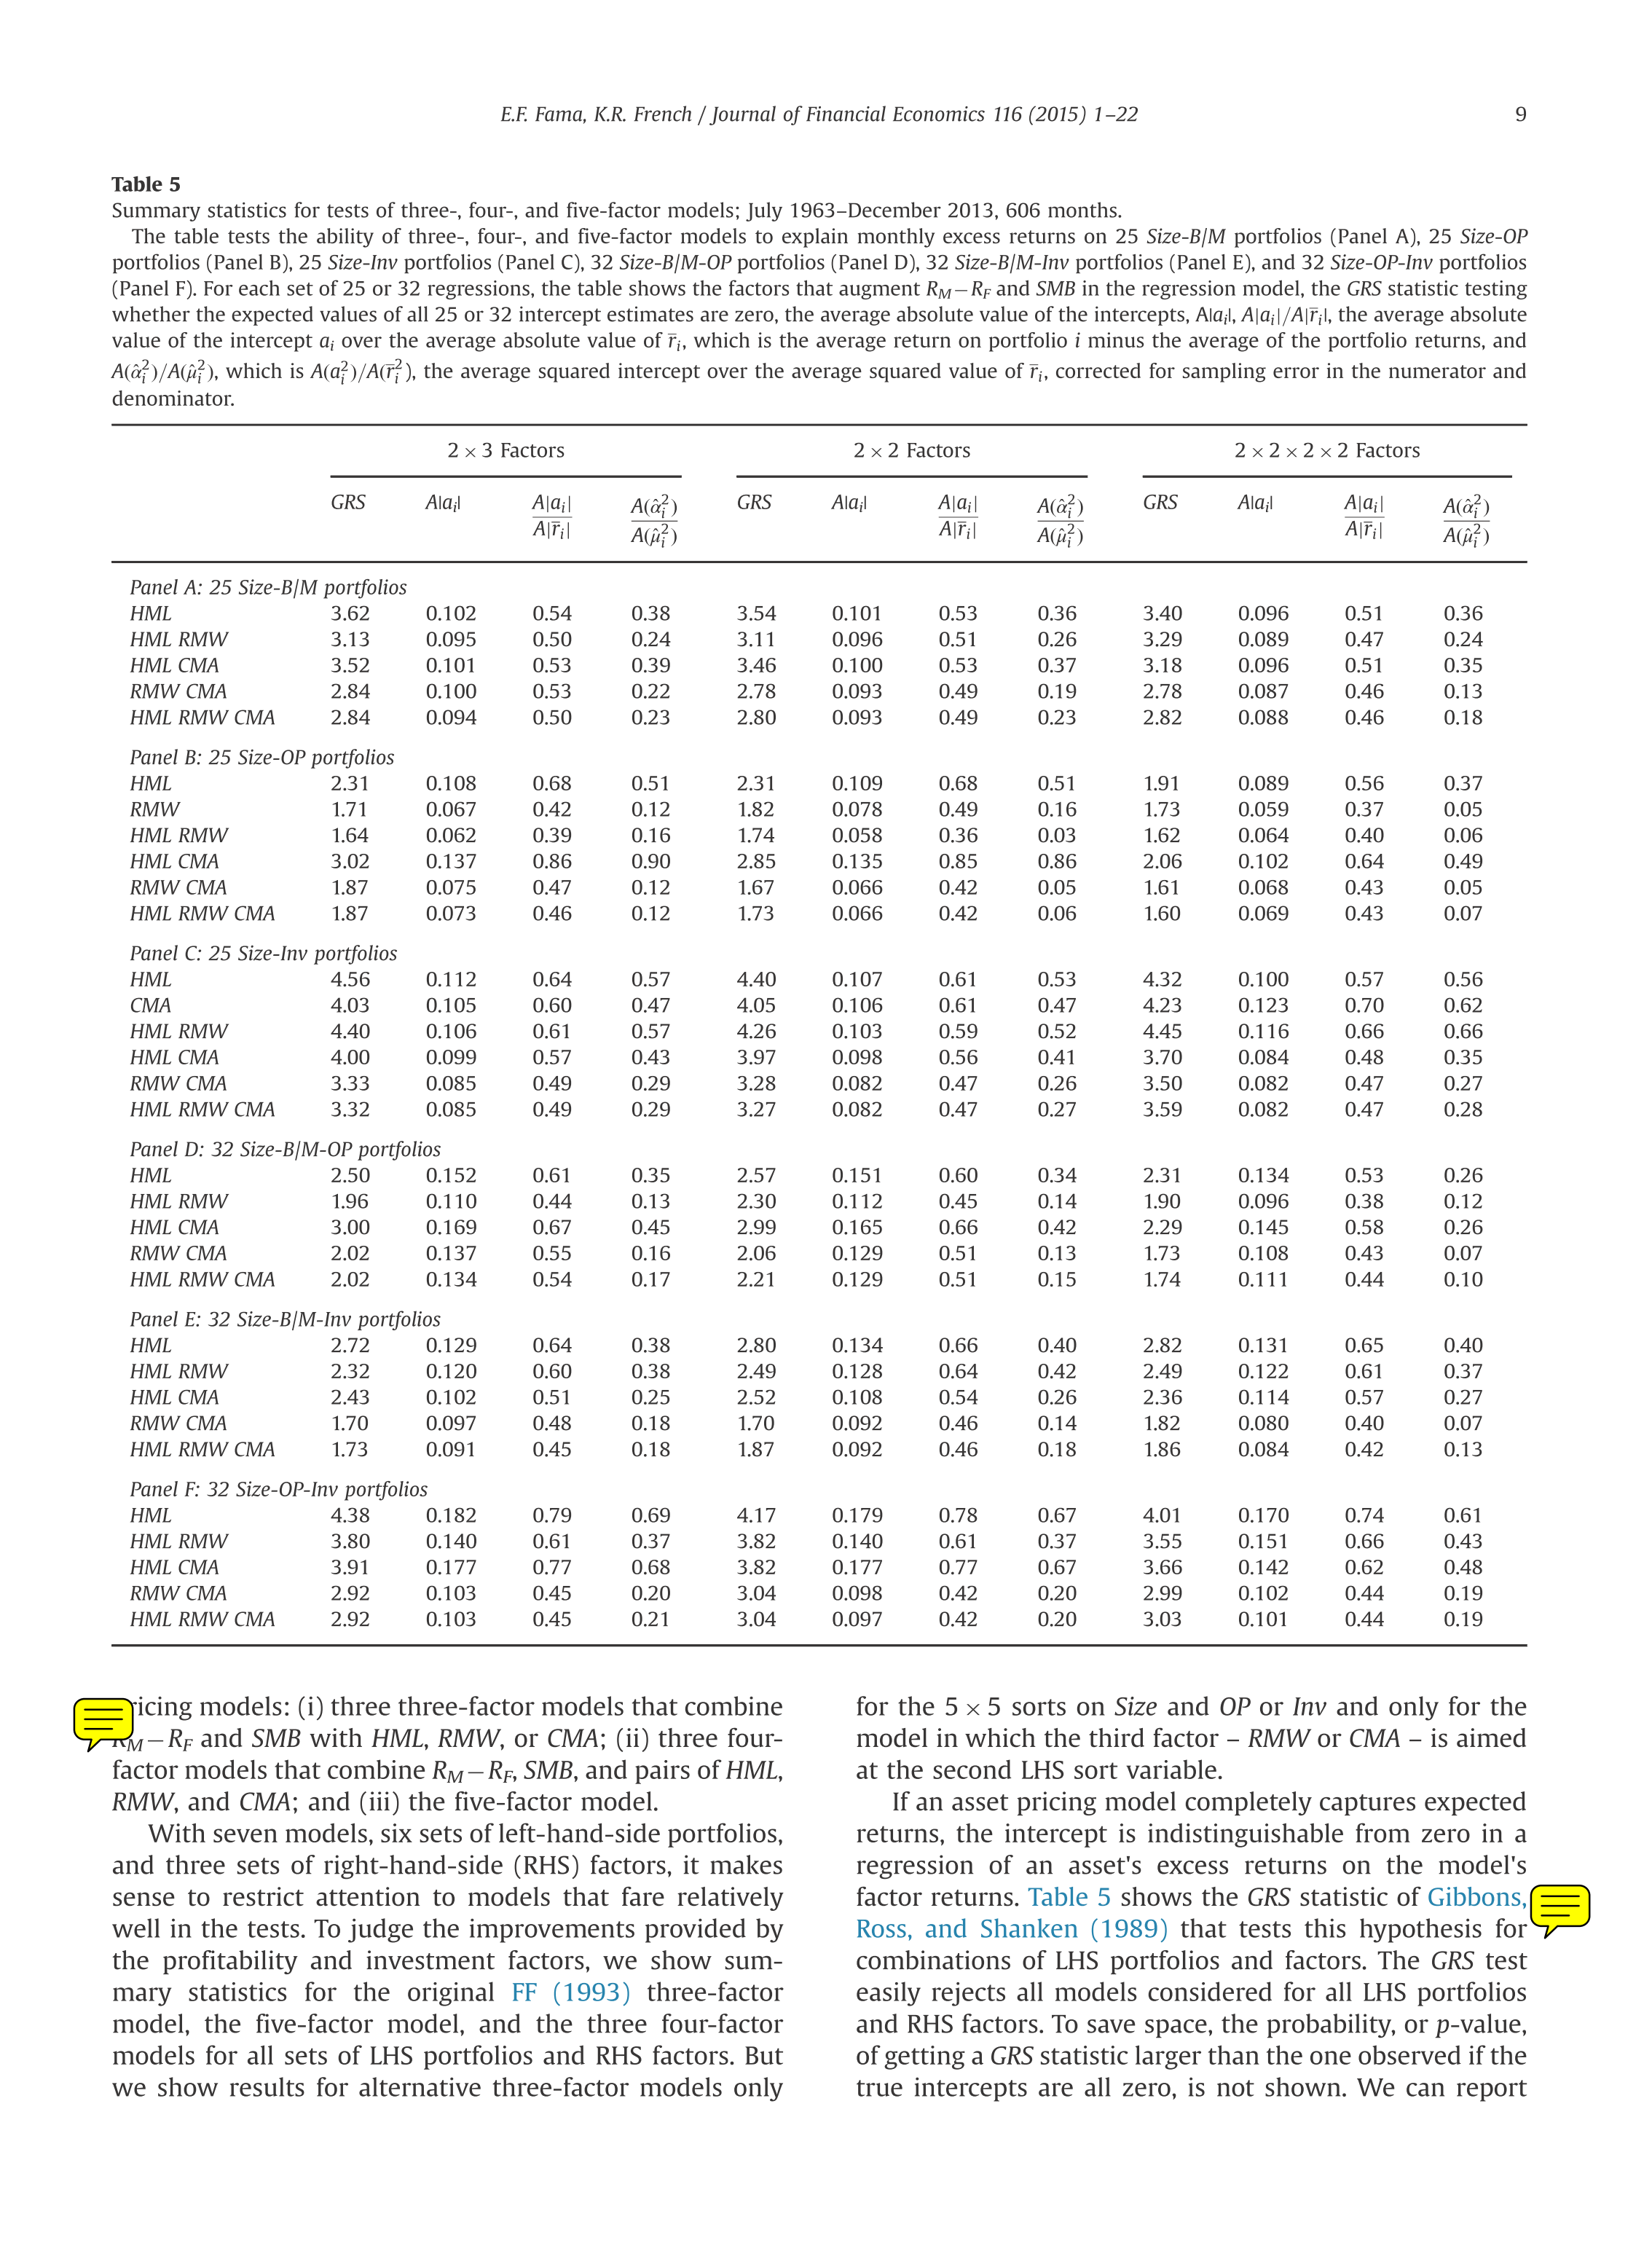 E.F. Fama, K.R. French / Journal of Financial Economics 116 (2015) 1–22 9
Table 5
Summary statistics for tests of three-, four-, and five-factor models; July 1963–December 2013, 606 months.
The table tests the ability of three-, four-, and five-factor models to explain monthly excess returns on 25 Size-B/M portfolios (Panel A), 25 Size-OP
portfolios (Panel B), 25 Size-Inv portfolios (Panel C), 32 Size-B/M-OP portfolios (Panel D), 32 Size-B/M-Inv portfolios (Panel E), and 32 Size-OP-Inv portfolios
(Panel F). For each set of 25 or 32 regressions, the table shows the factors that augment R_M − R_F and SMB in the regression model, the GRS statistic testing
whether the expected values of all 25 or 32 intercept estimates are zero, the average absolute value of the intercepts, A|a_i|, A|a_i|/A|r̅_i|, the average absolute
value of the intercept a_i over the average absolute value of r̅_i, which is the average return on portfolio i minus the average of the portfolio returns, and
A(α̂_i²)/A(μ̂_i²), which is A(a_i²)/A(r̅_i²), the average squared intercept over the average squared value of r̅_i, corrected for sampling error in the numerator and
denominator.
2 × 3 Factors 2 × 2 Factors 2 × 2 × 2 × 2 Factors
GRS A|a_i| A|a_i|/A|r̅_i| A(α̂_i²)/A(μ̂_i²) GRS A|a_i| A|a_i|/A|r̅_i| A(α̂_i²)/A(μ̂_i²) GRS A|a_i| A|a_i|/A|r̅_i| A(α̂_i²)/A(μ̂_i²)
Panel A: 25 Size-B/M portfolios
HML 3.62 0.102 0.54 0.38 3.54 0.101 0.53 0.36 3.40 0.096 0.51 0.36
HML RMW 3.13 0.095 0.50 0.24 3.11 0.096 0.51 0.26 3.29 0.089 0.47 0.24
HML CMA 3.52 0.101 0.53 0.39 3.46 0.100 0.53 0.37 3.18 0.096 0.51 0.35
RMW CMA 2.84 0.100 0.53 0.22 2.78 0.093 0.49 0.19 2.78 0.087 0.46 0.13
HML RMW CMA 2.84 0.094 0.50 0.23 2.80 0.093 0.49 0.23 2.82 0.088 0.46 0.18
Panel B: 25 Size-OP portfolios
HML 2.31 0.108 0.68 0.51 2.31 0.109 0.68 0.51 1.91 0.089 0.56 0.37
RMW 1.71 0.067 0.42 0.12 1.82 0.078 0.49 0.16 1.73 0.059 0.37 0.05
HML RMW 1.64 0.062 0.39 0.16 1.74 0.058 0.36 0.03 1.62 0.064 0.40 0.06
HML CMA 3.02 0.137 0.86 0.90 2.85 0.135 0.85 0.86 2.06 0.102 0.64 0.49
RMW CMA 1.87 0.075 0.47 0.12 1.67 0.066 0.42 0.05 1.61 0.068 0.43 0.05
HML RMW CMA 1.87 0.073 0.46 0.12 1.73 0.066 0.42 0.06 1.60 0.069 0.43 0.07
Panel C: 25 Size-Inv portfolios
HML 4.56 0.112 0.64 0.57 4.40 0.107 0.61 0.53 4.32 0.100 0.57 0.56
CMA 4.03 0.105 0.60 0.47 4.05 0.106 0.61 0.47 4.23 0.123 0.70 0.62
HML RMW 4.40 0.106 0.61 0.57 4.26 0.103 0.59 0.52 4.45 0.116 0.66 0.66
HML CMA 4.00 0.099 0.57 0.43 3.97 0.098 0.56 0.41 3.70 0.084 0.48 0.35
RMW CMA 3.33 0.085 0.49 0.29 3.28 0.082 0.47 0.26 3.50 0.082 0.47 0.27
HML RMW CMA 3.32 0.085 0.49 0.29 3.27 0.082 0.47 0.27 3.59 0.082 0.47 0.28
Panel D: 32 Size-B/M-OP portfolios
HML 2.50 0.152 0.61 0.35 2.57 0.151 0.60 0.34 2.31 0.134 0.53 0.26
HML RMW 1.96 0.110 0.44 0.13 2.30 0.112 0.45 0.14 1.90 0.096 0.38 0.12
HML CMA 3.00 0.169 0.67 0.45 2.99 0.165 0.66 0.42 2.29 0.145 0.58 0.26
RMW CMA 2.02 0.137 0.55 0.16 2.06 0.129 0.51 0.13 1.73 0.108 0.43 0.07
HML RMW CMA 2.02 0.134 0.54 0.17 2.21 0.129 0.51 0.15 1.74 0.111 0.44 0.10
Panel E: 32 Size-B/M-Inv portfolios
HML 2.72 0.129 0.64 0.38 2.80 0.134 0.66 0.40 2.82 0.131 0.65 0.40
HML RMW 2.32 0.120 0.60 0.38 2.49 0.128 0.64 0.42 2.49 0.122 0.61 0.37
HML CMA 2.43 0.102 0.51 0.25 2.52 0.108 0.54 0.26 2.36 0.114 0.57 0.27
RMW CMA 1.70 0.097 0.48 0.18 1.70 0.092 0.46 0.14 1.82 0.080 0.40 0.07
HML RMW CMA 1.73 0.091 0.45 0.18 1.87 0.092 0.46 0.18 1.86 0.084 0.42 0.13
Panel F: 32 Size-OP-Inv portfolios
HML 4.38 0.182 0.79 0.69 4.17 0.179 0.78 0.67 4.01 0.170 0.74 0.61
HML RMW 3.80 0.140 0.61 0.37 3.82 0.140 0.61 0.37 3.55 0.151 0.66 0.43
HML CMA 3.91 0.177 0.77 0.68 3.82 0.177 0.77 0.67 3.66 0.142 0.62 0.48
RMW CMA 2.92 0.103 0.45 0.20 3.04 0.098 0.42 0.20 2.99 0.102 0.44 0.19
HML RMW CMA 2.92 0.103 0.45 0.21 3.04 0.097 0.42 0.20 3.03 0.101 0.44 0.19
ricing models: (i) three three-factor models that combine
R_M − R_F and SMB with HML, RMW, or CMA; (ii) three four-
factor models that combine R_M − R_F, SMB, and pairs of HML,
RMW, and CMA; and (iii) the five-factor model.
With seven models, six sets of left-hand-side portfolios,
and three sets of right-hand-side (RHS) factors, it makes
sense to restrict attention to models that fare relatively
well in the tests. To judge the improvements provided by
the profitability and investment factors, we show sum-
mary statistics for the original FF (1993) three-factor
model, the five-factor model, and the three four-factor
models for all sets of LHS portfolios and RHS factors. But
we show results for alternative three-factor models only
for the 5 × 5 sorts on Size and OP or Inv and only for the
model in which the third factor – RMW or CMA – is aimed
at the second LHS sort variable.
If an asset pricing model completely captures expected
returns, the intercept is indistinguishable from zero in a
regression of an asset's excess returns on the model's
factor returns. Table 5 shows the GRS statistic of Gibbons,
Ross, and Shanken (1989) that tests this hypothesis for
combinations of LHS portfolios and factors. The GRS test
easily rejects all models considered for all LHS portfolios
and RHS factors. To save space, the probability, or p-value,
of getting a GRS statistic larger than the one observed if the
true intercepts are all zero, is not shown. We can report